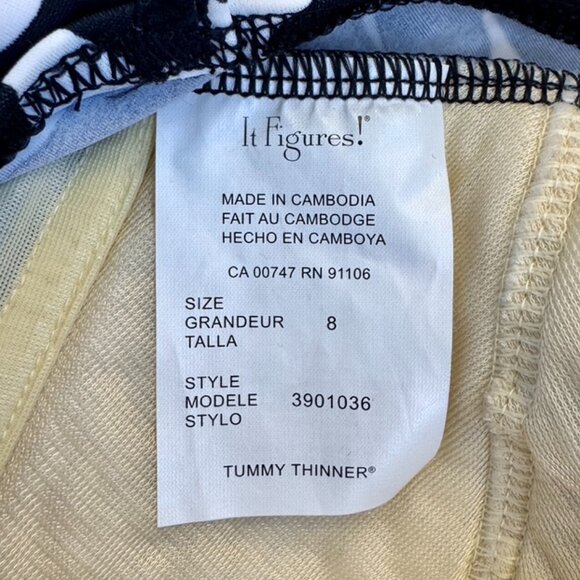 It Figures!®
MADE IN CAMBODIA
FAIT AU CAMBODGE
HECHO EN CAMBOYA
CA 00747 RN 91106
SIZE
GRANDEUR 8
TALLA
STYLE
MODELE 3901036
STYLO
TUMMY THINNER®